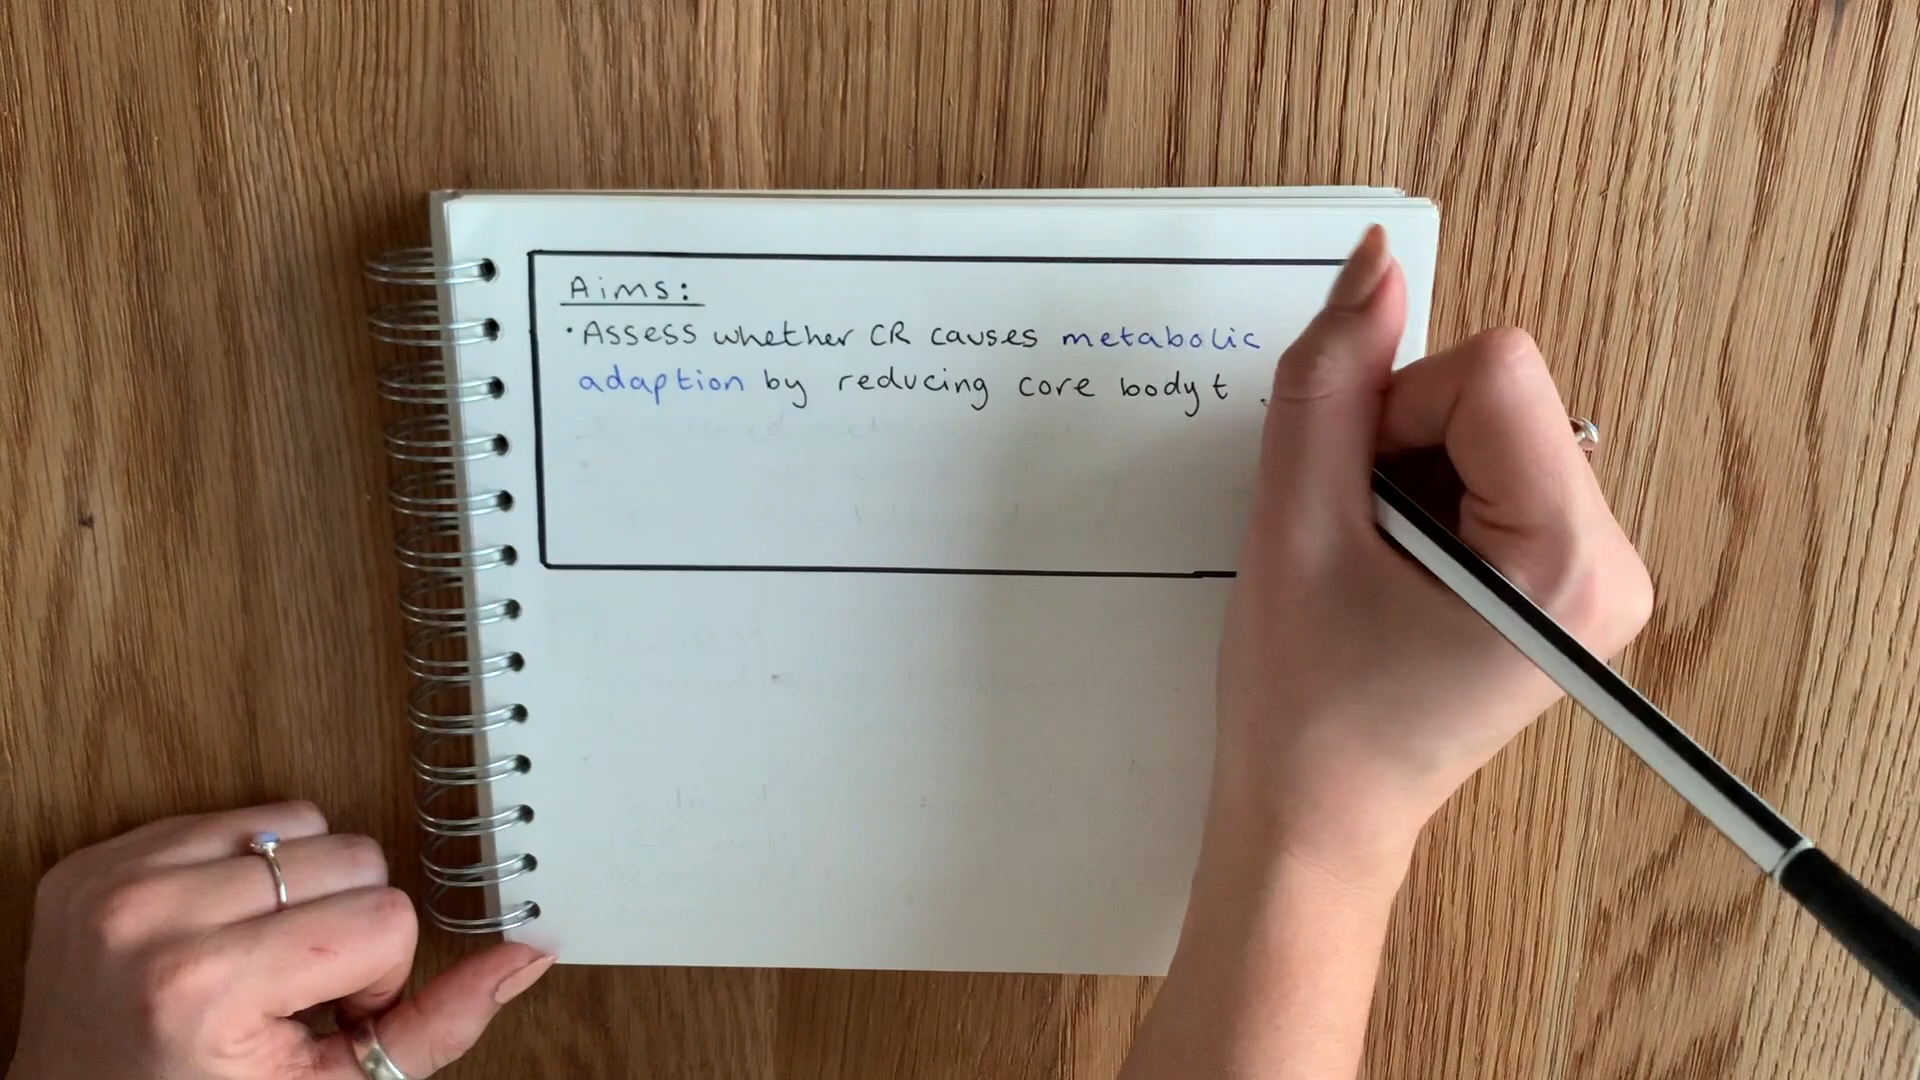 Aims:
• Assess whether CR causes metabolic
adaption by reducing core body t